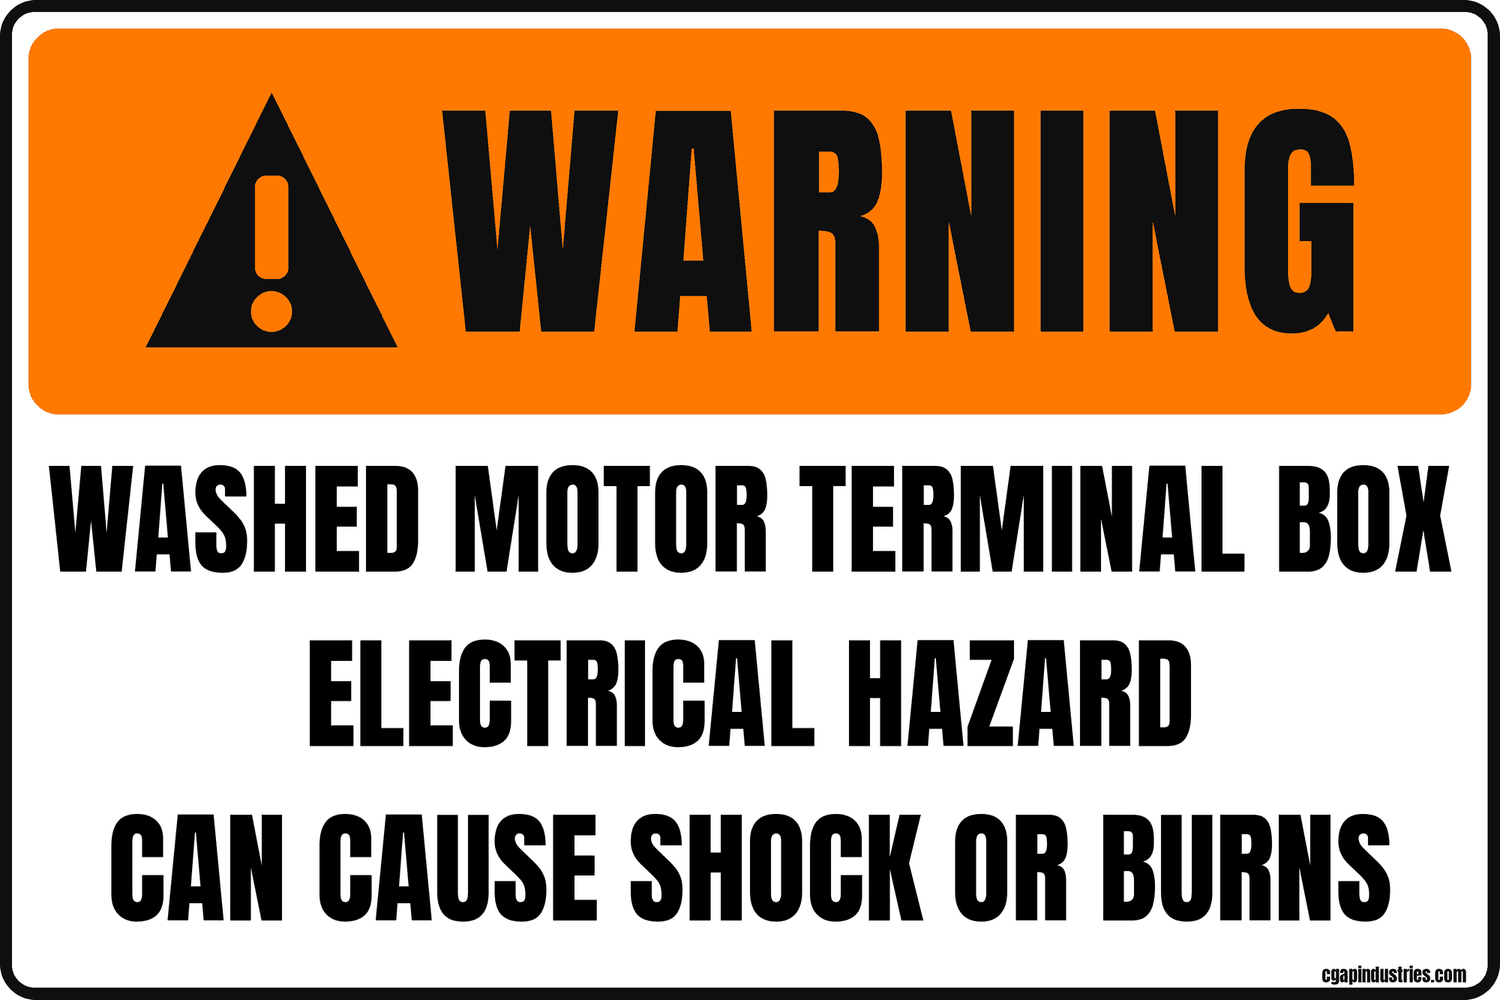 WARNING
WASHED MOTOR TERMINAL BOX
ELECTRICAL HAZARD
CAN CAUSE SHOCK OR BURNS
cgapindustries.com